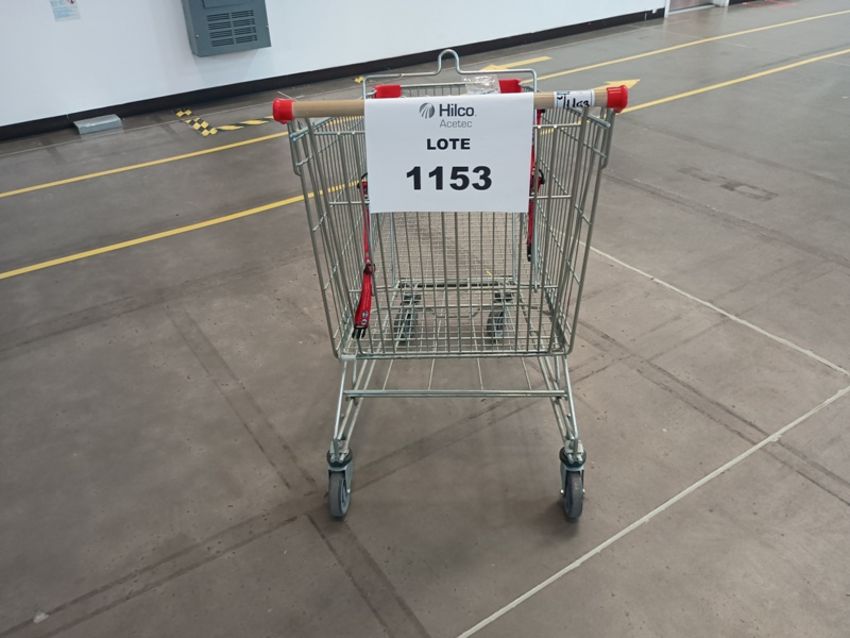 Hilco
Acetec
LOTE
1153